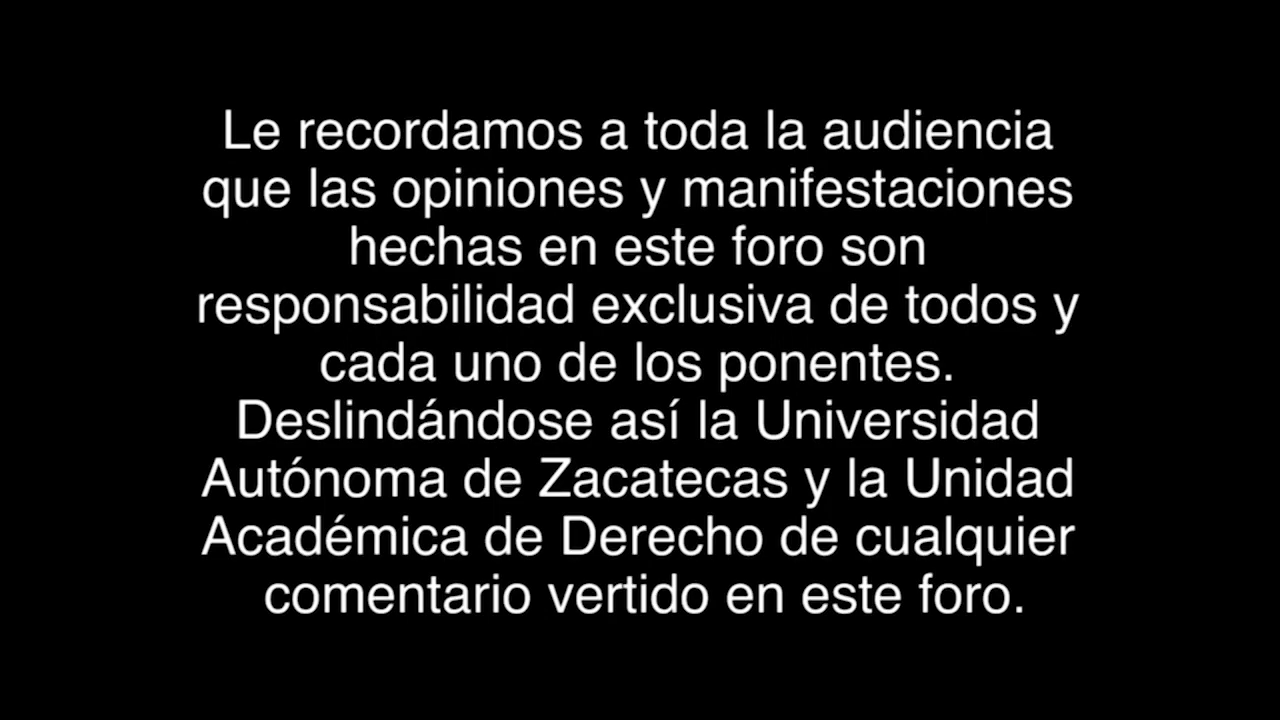 Le recordamos a toda la audiencia
que las opiniones y manifestaciones
hechas en este foro son
responsabilidad exclusiva de todos y
cada uno de los ponentes.
Deslindándose así la Universidad
Autónoma de Zacatecas y la Unidad
Académica de Derecho de cualquier
comentario vertido en este foro.